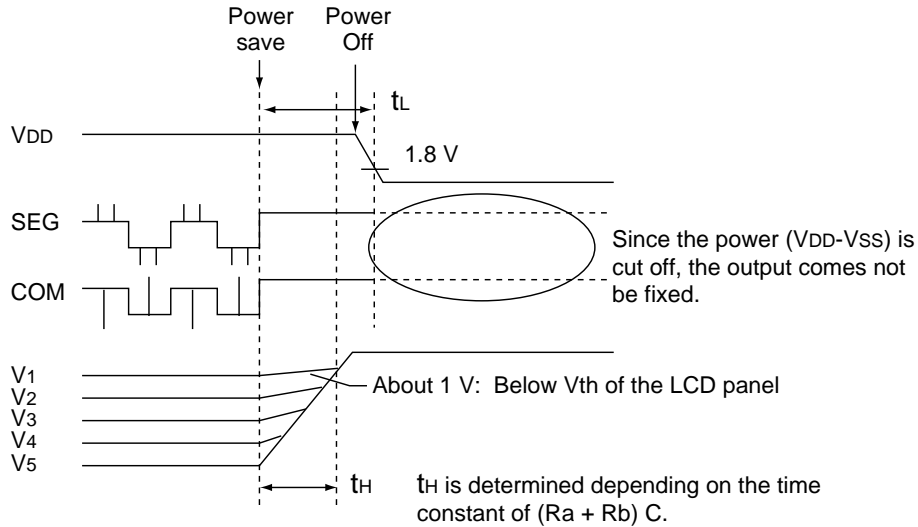 Power save
Power Off
tL
VDD
1.8 V
SEG
Since the power (VDD-VSS) is
cut off, the output comes not
be fixed.
COM
V1
About 1 V: Below Vth of the LCD panel
V2
V3
V4
V5
tH
tH is determined depending on the time
constant of (Ra + Rb) C.